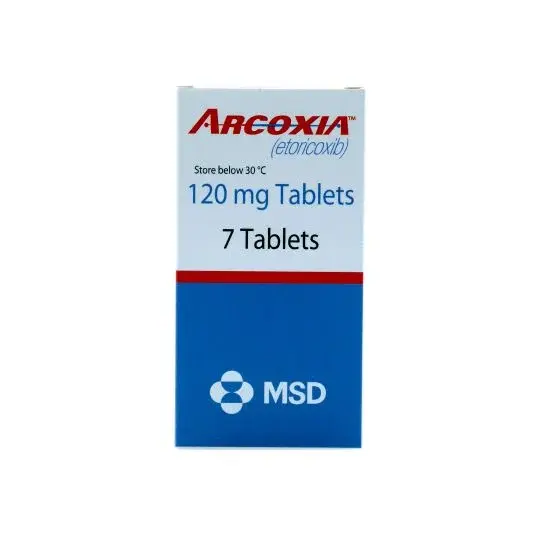 ARCOXIA™
(etoricoxib)
Store below 30 °C
120 mg Tablets
7 Tablets
MSD